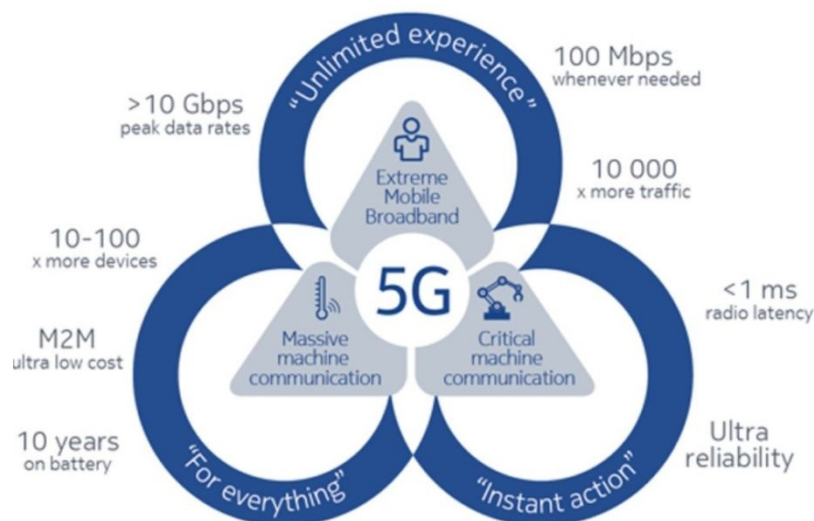 "Unlimited experience"
100 Mbps
whenever needed
>10 Gbps
peak data rates
10 000
x more traffic
Extreme
Mobile
Broadband
10-100
x more devices
5G
<1 ms
radio latency
M2M
ultra low cost
Massive
machine
communication
Critical
machine
communication
10 years
on battery
Ultra
reliability
"For everything"
"Instant action"